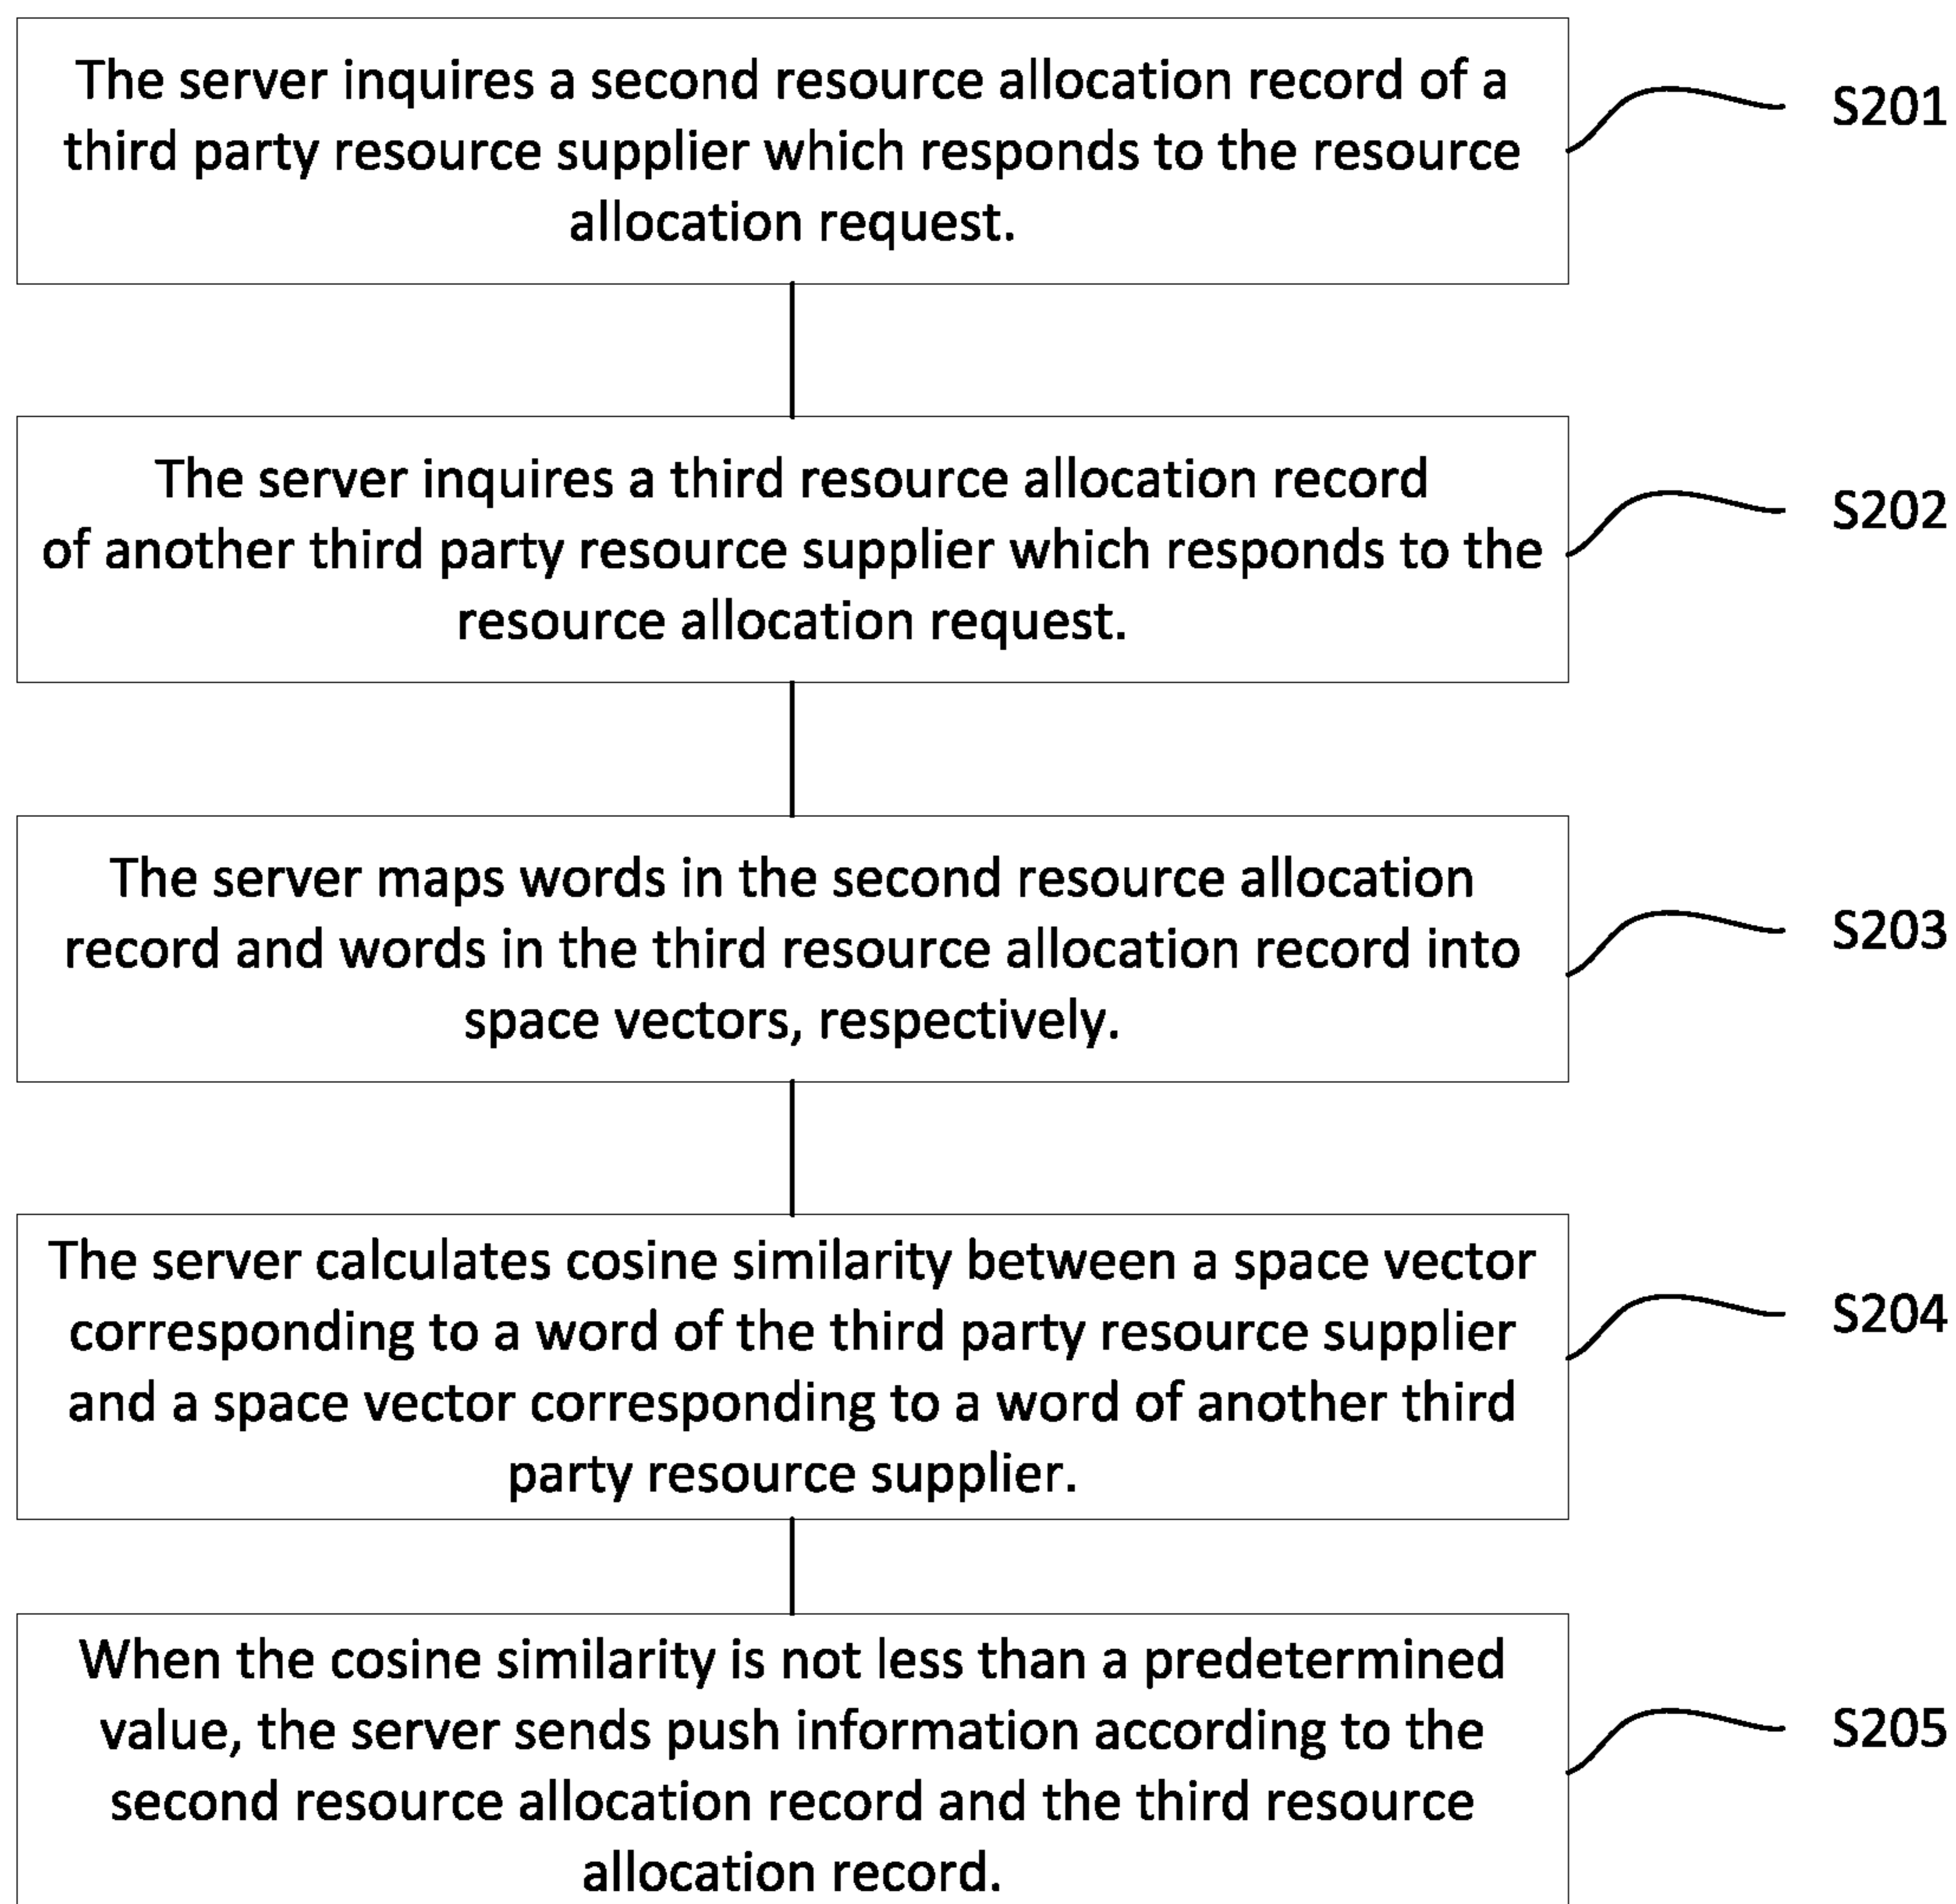 The server inquires a second resource allocation record of a
third party resource supplier which responds to the resource
allocation request.
S201
The server inquires a third resource allocation record
of another third party resource supplier which responds to the
resource allocation request.
S202
The server maps words in the second resource allocation
record and words in the third resource allocation record into
space vectors, respectively.
S203
The server calculates cosine similarity between a space vector
corresponding to a word of the third party resource supplier
and a space vector corresponding to a word of another third
party resource supplier.
S204
When the cosine similarity is not less than a predetermined
value, the server sends push information according to the
second resource allocation record and the third resource
allocation record.
S205